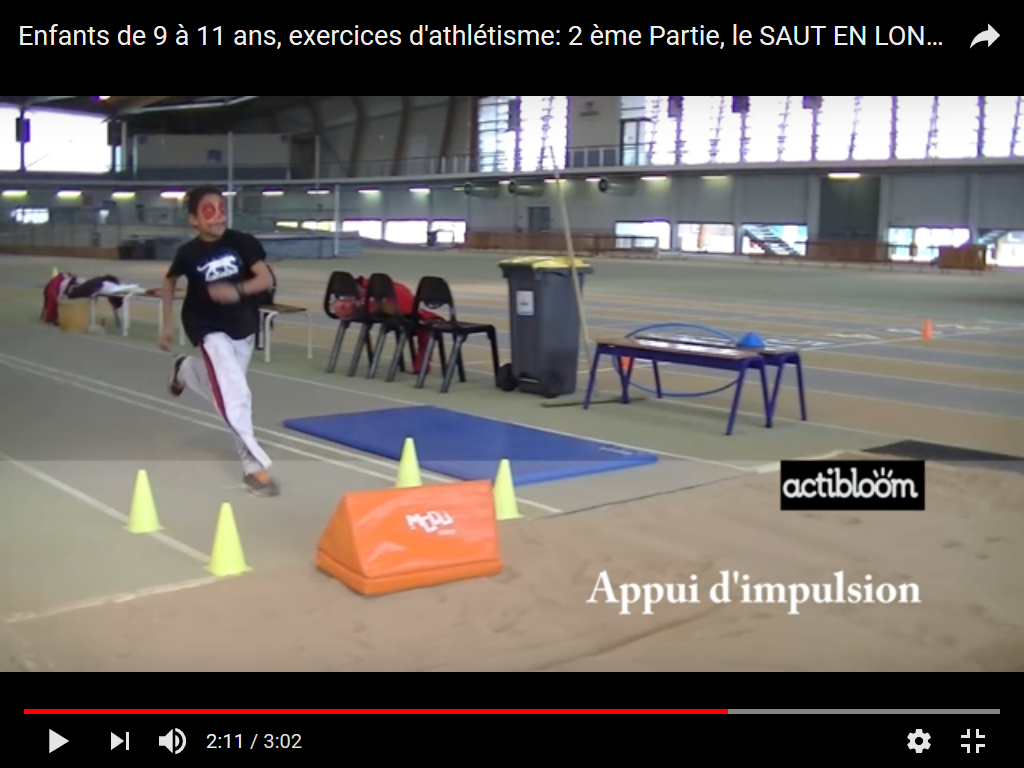 Enfants de 9 à 11 ans, exercices d'athlétisme: 2 ème Partie, le SAUT EN LON...
actibloom
Appui d'impulsion
2:11 / 3:02